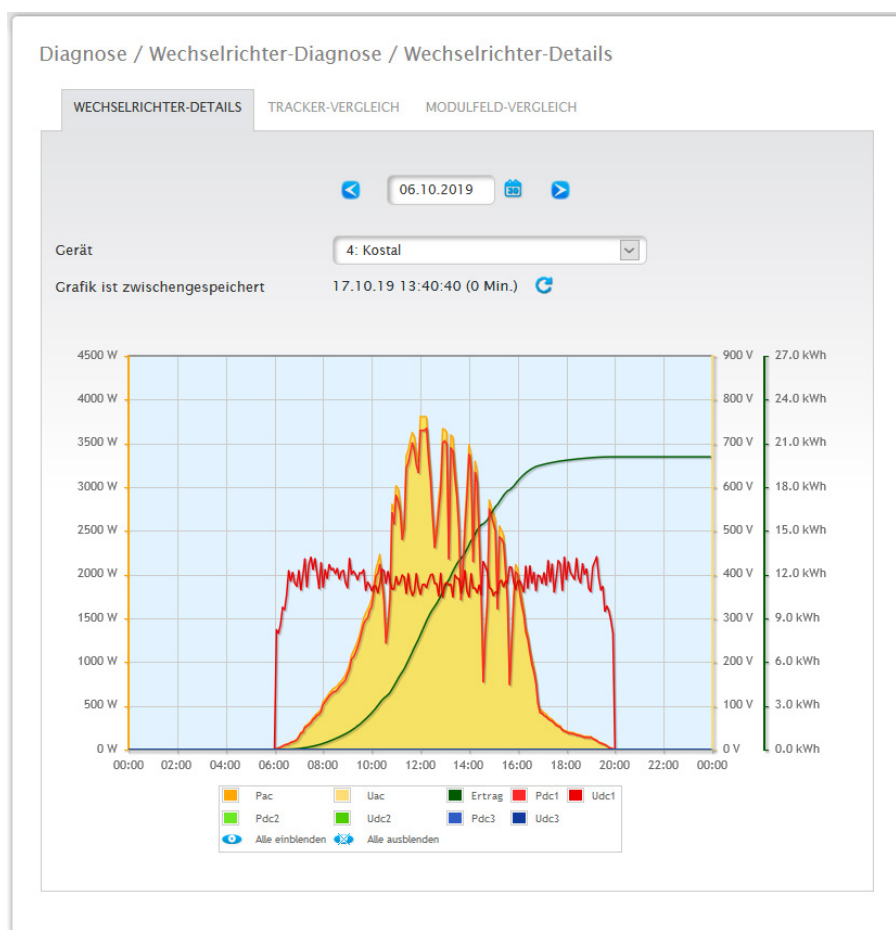 Diagnose / Wechselrichter-Diagnose / Wechselrichter-Details
WECHSELRICHTER-DETAILS TRACKER-VERGLEICH MODULFELD-VERGLEICH
06.10.2019 30
Gerät 4: Kostal
Grafik ist zwischengespeichert 17.10.19 13:40:40 (0 Min.)
4500 W 900 V 27.0 kWh
4000 W 800 V 24.0 kWh
3500 W 700 V 21.0 kWh
3000 W 600 V 18.0 kWh
2500 W 500 V 15.0 kWh
2000 W 400 V 12.0 kWh
1500 W 300 V 9.0 kWh
1000 W 200 V 6.0 kWh
500 W 100 V 3.0 kWh
0 W 0 V 0.0 kWh
00:00 02:00 04:00 06:00 08:00 10:00 12:00 14:00 16:00 18:00 20:00 22:00 00:00
Pac Uac Ertrag Pdc1 Udc1
Pdc2 Udc2 Pdc3 Udc3
Alle einblenden Alle ausblenden